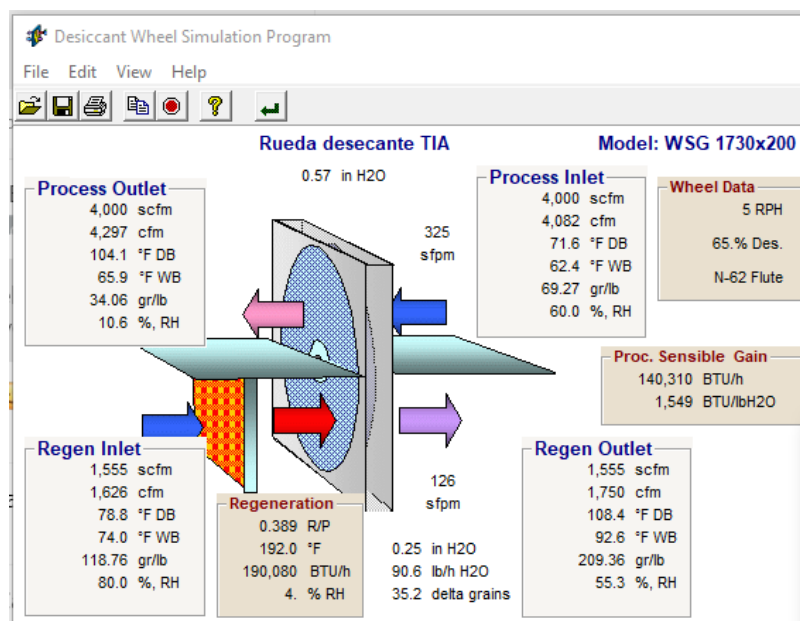 Desiccant Wheel Simulation Program
File Edit View Help
Rueda desecante TIA
Model: WSG 1730x200
0.57 in H2O
Process Outlet
4,000 scfm
4,297 cfm
104.1 °F DB
65.9 °F WB
34.06 gr/lb
10.6 %, RH
325
sfpm
Process Inlet
4,000 scfm
4,082 cfm
71.6 °F DB
62.4 °F WB
69.27 gr/lb
60.0 %, RH
Wheel Data
5 RPH
65.% Des.
N-62 Flute
Proc. Sensible Gain
140,310 BTU/h
1,549 BTU/lbH2O
Regen Inlet
1,555 scfm
1,626 cfm
78.8 °F DB
74.0 °F WB
118.76 gr/lb
80.0 %, RH
Regeneration
0.389 R/P
192.0 °F
190,080 BTU/h
4. % RH
126
sfpm
0.25 in H2O
90.6 lb/h H2O
35.2 delta grains
Regen Outlet
1,555 scfm
1,750 cfm
108.4 °F DB
92.6 °F WB
209.36 gr/lb
55.3 %, RH